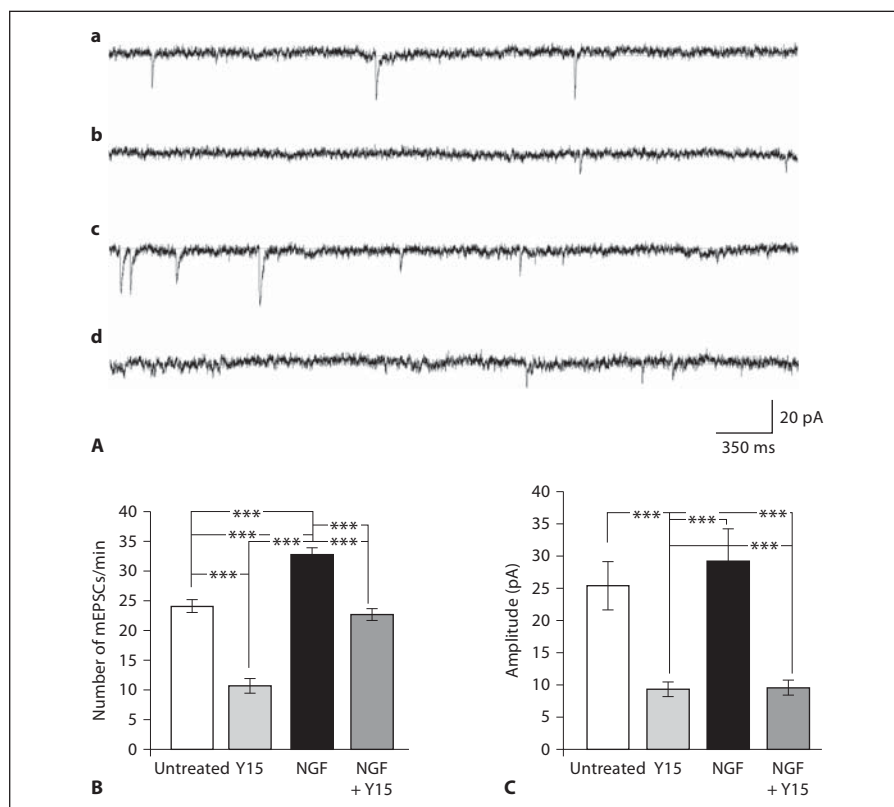 a
b
c
d
20 pA
350 ms
A
Number of mEPSCs/min
40
35
30
25
20
15
10
5
0
***
***
***
***
***
***
Untreated Y15 NGF NGF
+ Y15
B
Amplitude (pA)
40
35
30
25
20
15
10
5
0
*** ***
***
***
Untreated Y15 NGF NGF
+ Y15
C